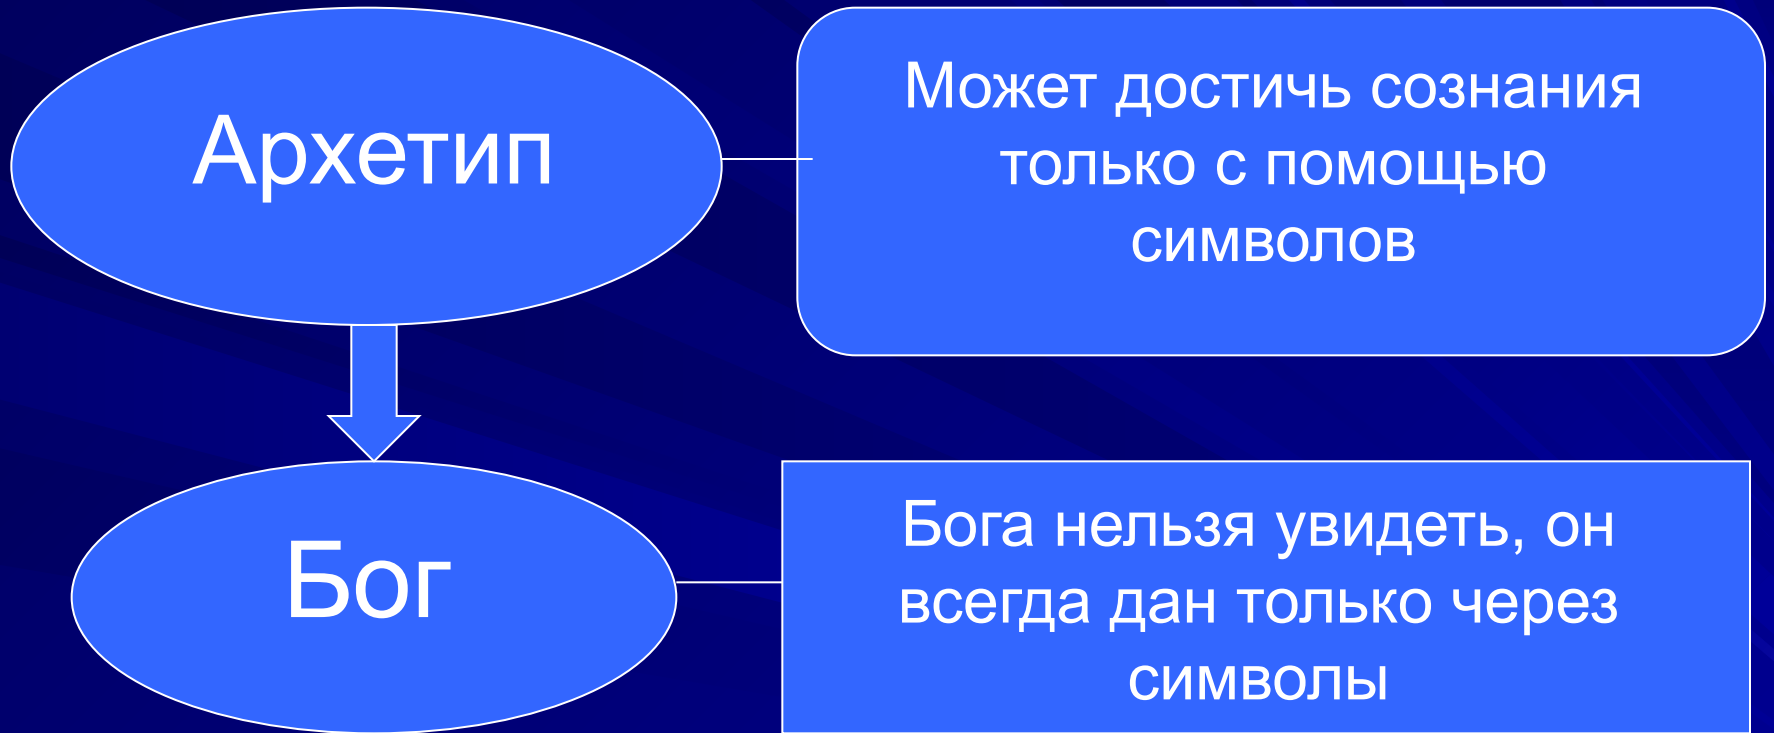 Архетип
Может достичь сознания
только с помощью
символов
Бог
Бога нельзя увидеть, он
всегда дан только через
символы